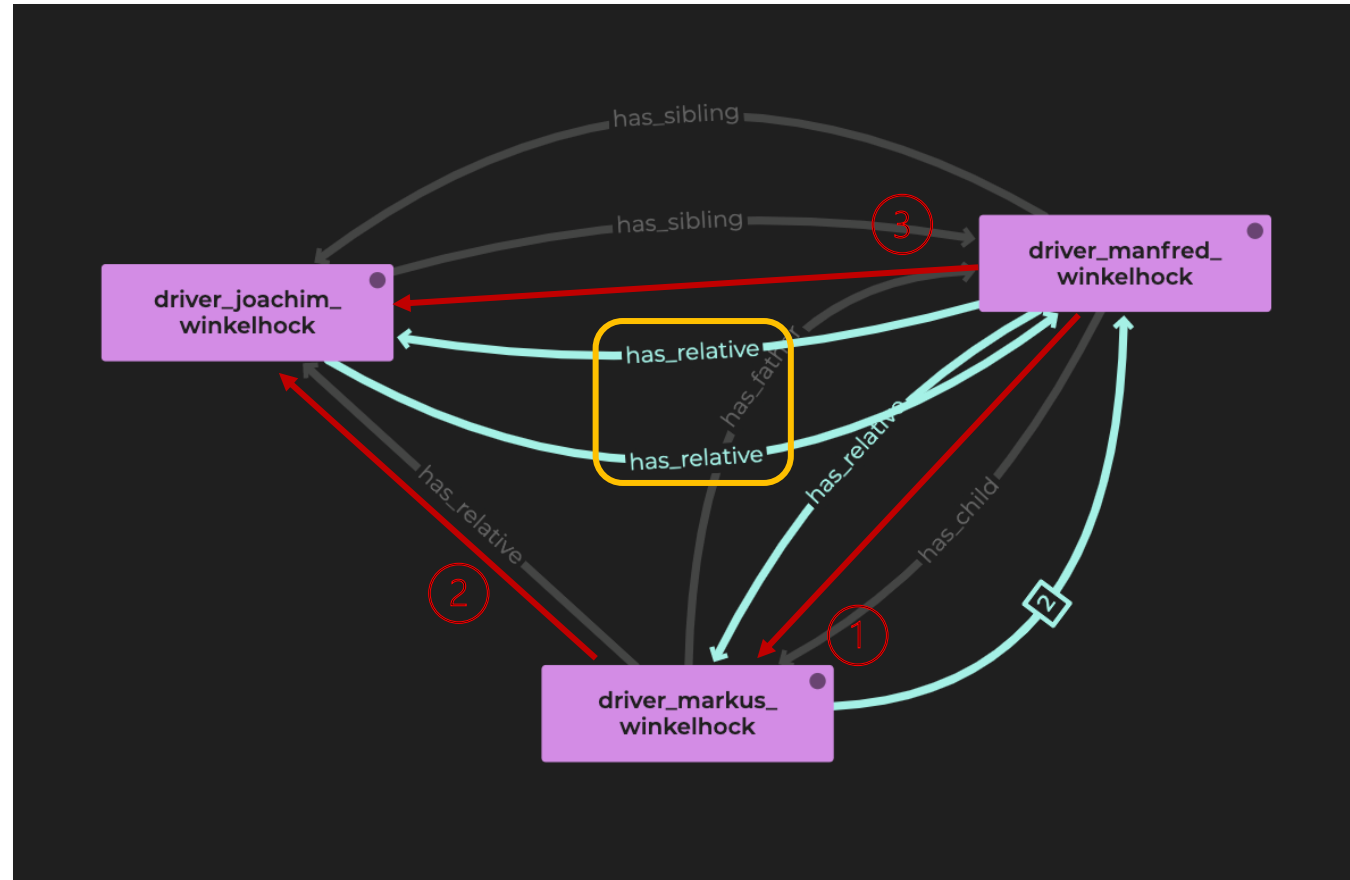 has_sibling
has_sibling
③
driver_manfred_
winkelhock
driver_joachim_
winkelhock
has_relative
has_father
has_relative
has_relative
has_relative
has_child
②
①
2
driver_markus_
winkelhock